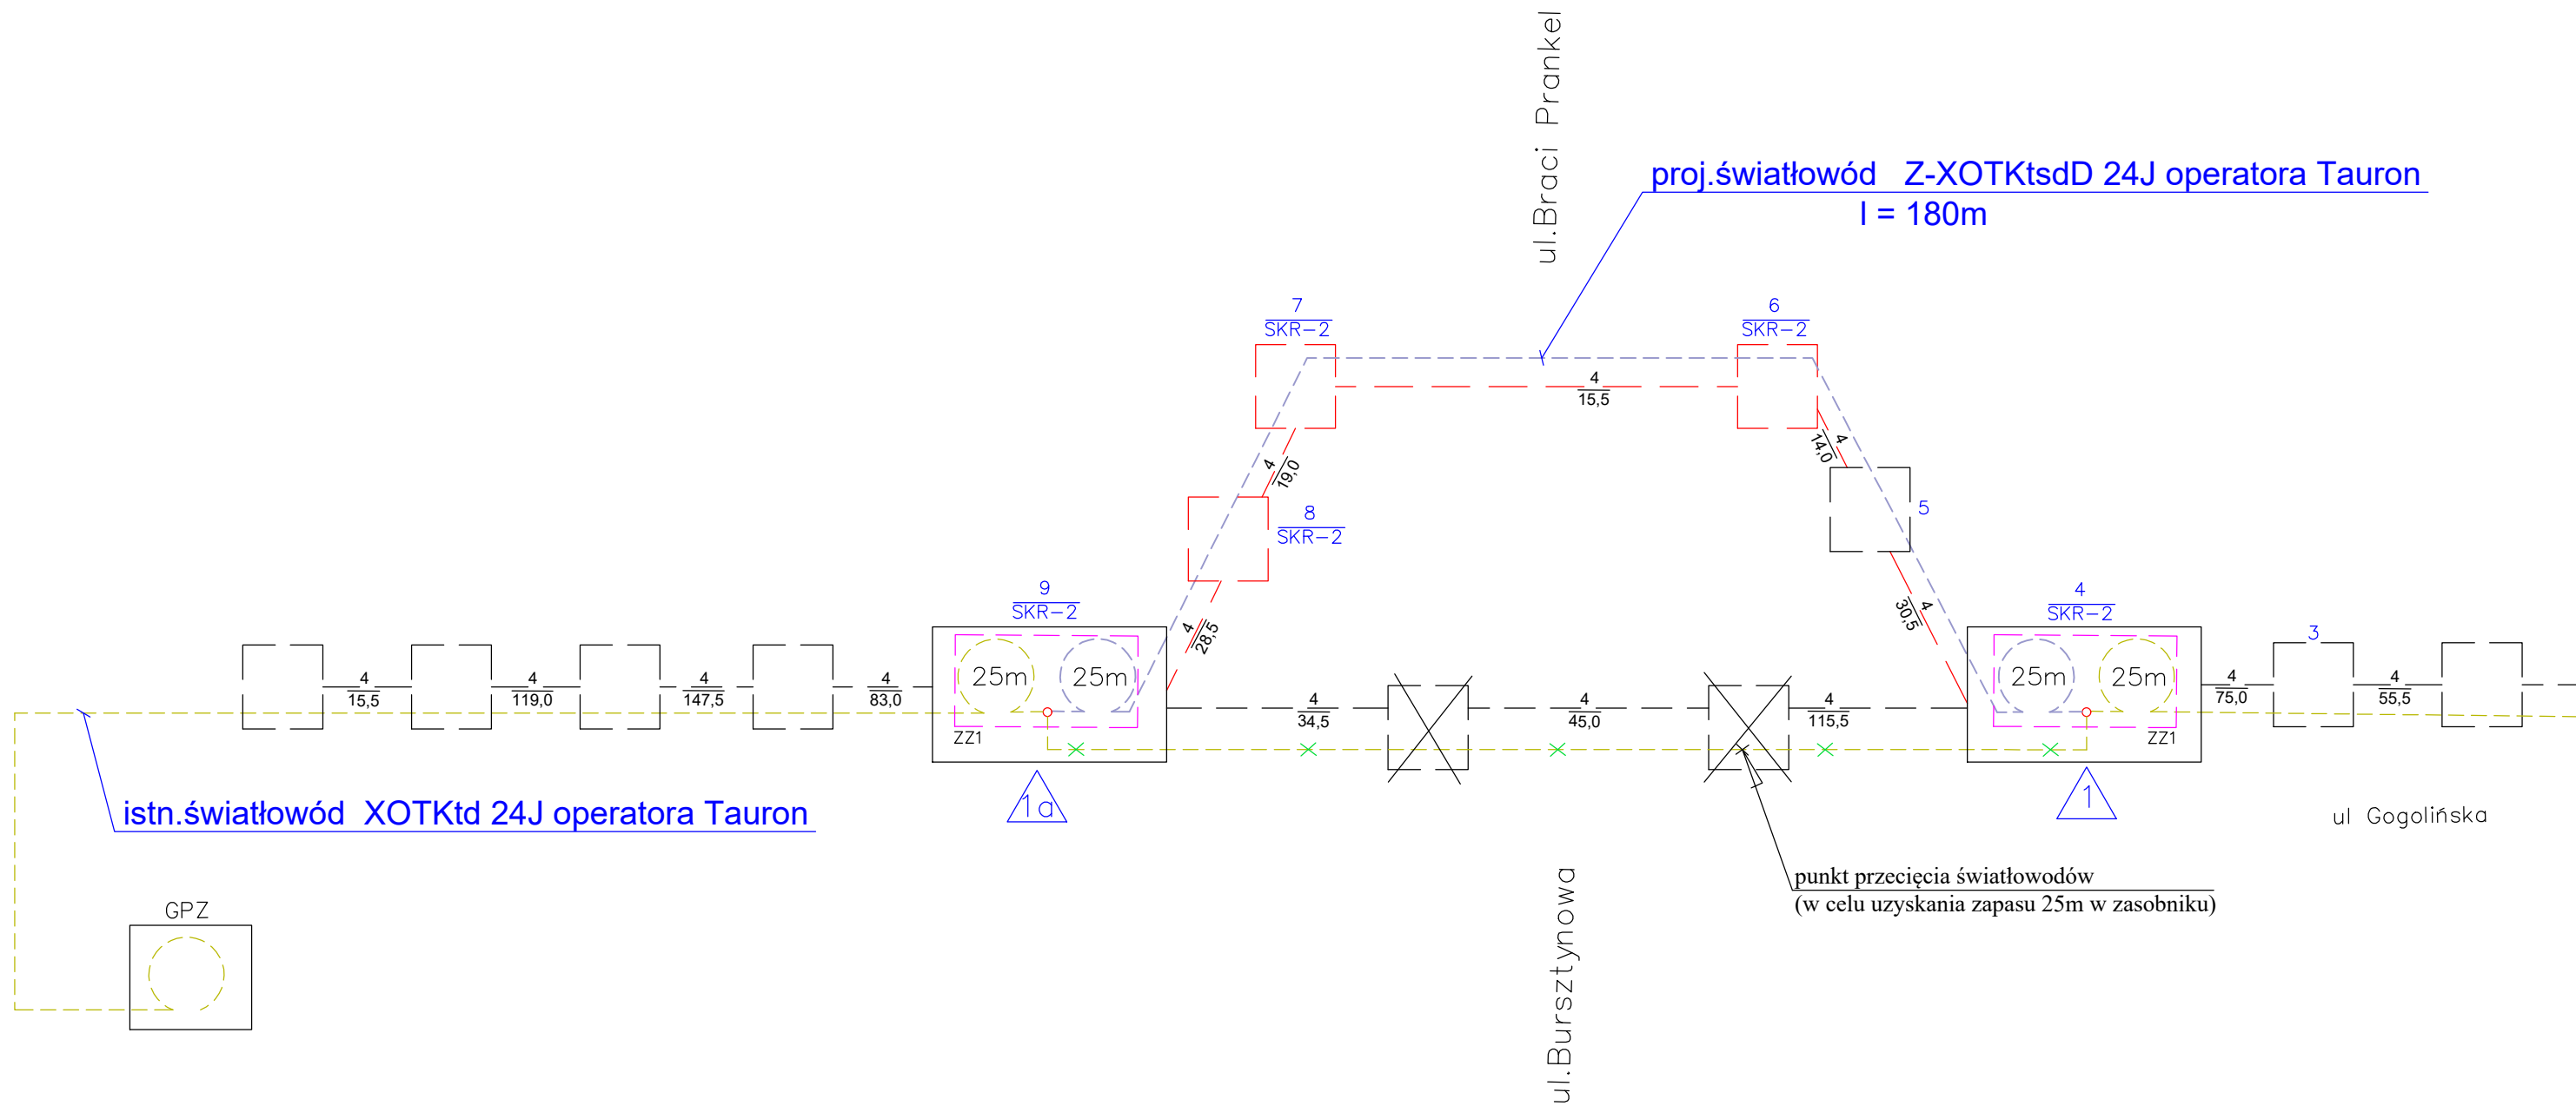 ul.Braci Prankel
proj.światłowód Z-XOTKtsdD 24J operatora Tauron
l = 180m
7
SKR-2
6
SKR-2
4
15,5
4
14,0
4
19,0
8
SKR-2
5
4
30,5
4
28,5
9
SKR-2
4
SKR-2
3
25m
25m
25m
25m
4
15,5
4
119,0
4
147,5
4
83,0
4
34,5
4
45,0
4
115,5
4
75,0
4
55,5
ZZ1
ZZ1
1a
1
istn.światłowód XOTKtd 24J operatora Tauron
ul Gogolińska
punkt przecięcia światłowodów
(w celu uzyskania zapasu 25m w zasobniku)
GPZ
ul.Bursztynowa